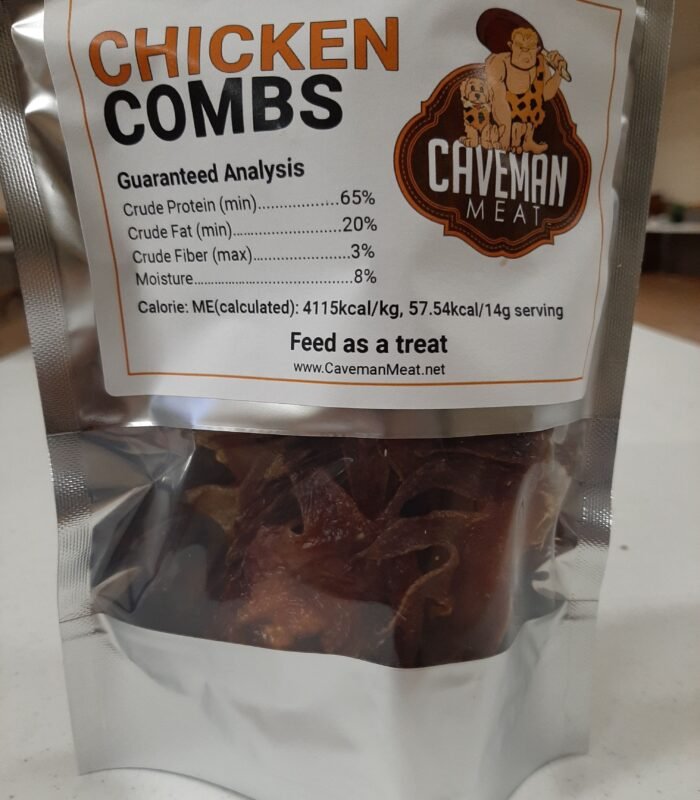 CHICKEN
COMBS
CAVEMAN
MEAT
Guaranteed Analysis
Crude Protein (min)..................65%
Crude Fat (min)........................20%
Crude Fiber (max).....................3%
Moisture...............................................8%
Calorie: ME(calculated): 4115kcal/kg, 57.54kcal/14g serving
Feed as a treat
www.CavemanMeat.net